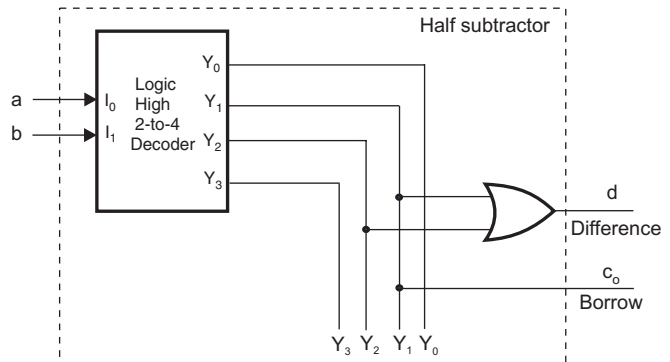 Half subtractor
Logic
High
2-to-4
Decoder
a
b
I₀
I₁
Y₀
Y₁
Y₂
Y₃
d
Difference
cₒ
Borrow
Y₃ Y₂ Y₁ Y₀